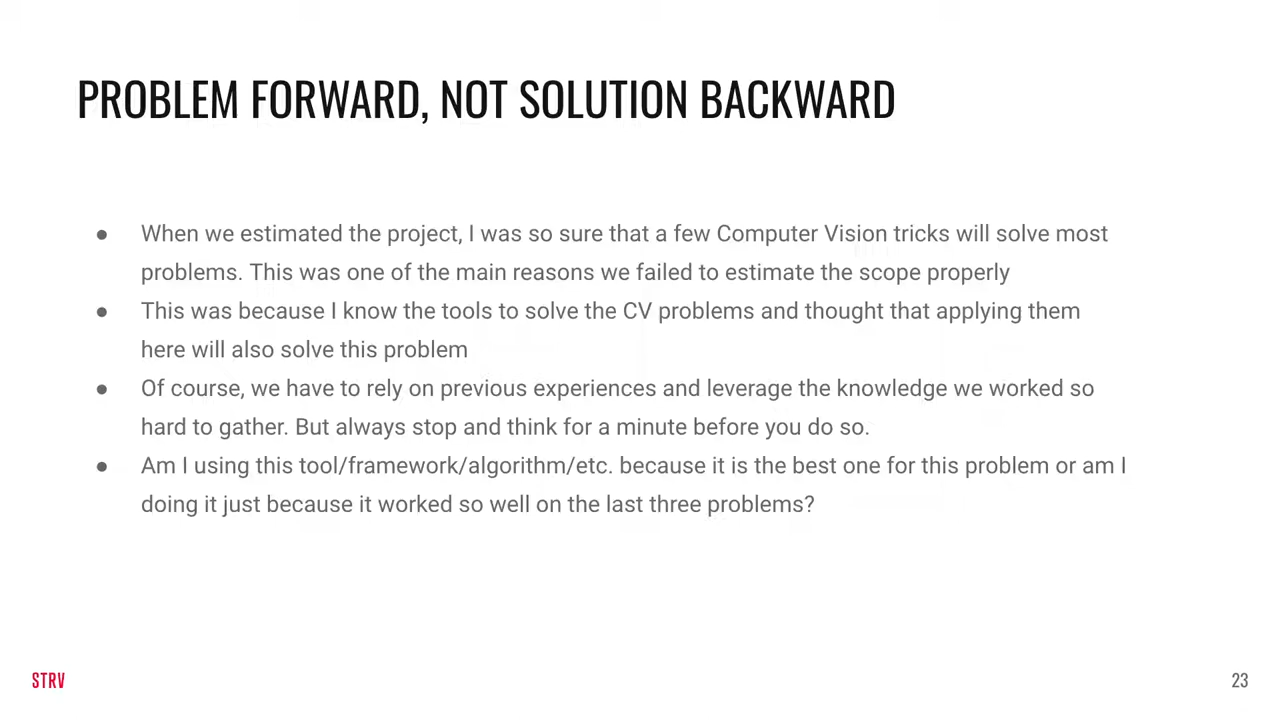 PROBLEM FORWARD, NOT SOLUTION BACKWARD
● When we estimated the project, I was so sure that a few Computer Vision tricks will solve most
problems. This was one of the main reasons we failed to estimate the scope properly
● This was because I know the tools to solve the CV problems and thought that applying them
here will also solve this problem
● Of course, we have to rely on previous experiences and leverage the knowledge we worked so
hard to gather. But always stop and think for a minute before you do so.
● Am I using this tool/framework/algorithm/etc. because it is the best one for this problem or am I
doing it just because it worked so well on the last three problems?
STRV
23